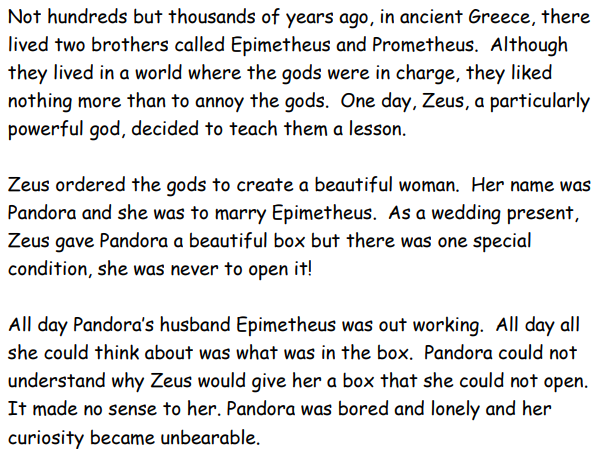 Not hundreds but thousands of years ago, in ancient Greece, there
lived two brothers called Epimetheus and Prometheus.  Although
they lived in a world where the gods were in charge, they liked
nothing more than to annoy the gods.  One day, Zeus, a particularly
powerful god, decided to teach them a lesson.

Zeus ordered the gods to create a beautiful woman.  Her name was
Pandora and she was to marry Epimetheus.  As a wedding present,
Zeus gave Pandora a beautiful box but there was one special
condition, she was never to open it!

All day Pandora’s husband Epimetheus was out working.  All day all
she could think about was what was in the box.  Pandora could not
understand why Zeus would give her a box that she could not open.
It made no sense to her. Pandora was bored and lonely and her
curiosity became unbearable.